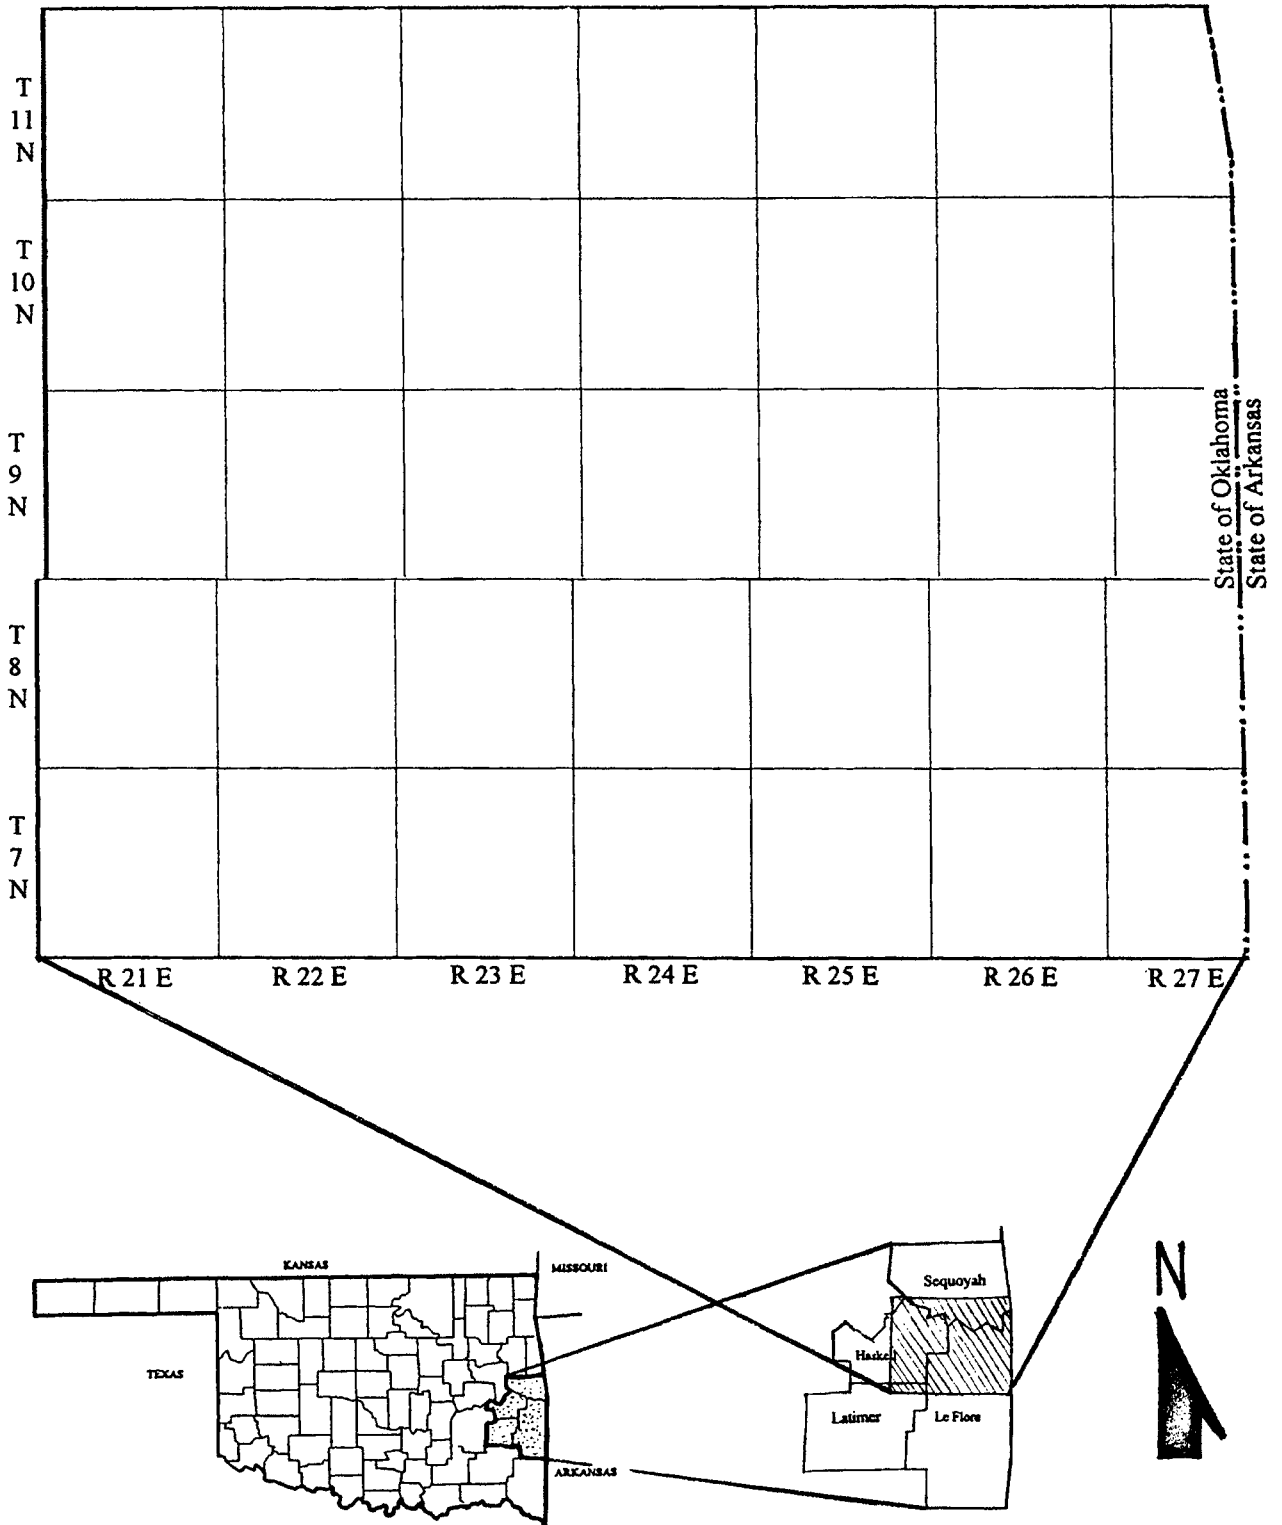 T
11
N
T
10
N
T
9
N
State of Oklahoma
State of Arkansas
T
8
N
T
7
N
R 21 E
R 22 E
R 23 E
R 24 E
R 25 E
R 26 E
R 27 E
N
KANSAS
MISSOURI
TEXAS
ARKANSAS
Sequoyah
Haskell
Latimer
Le Flore